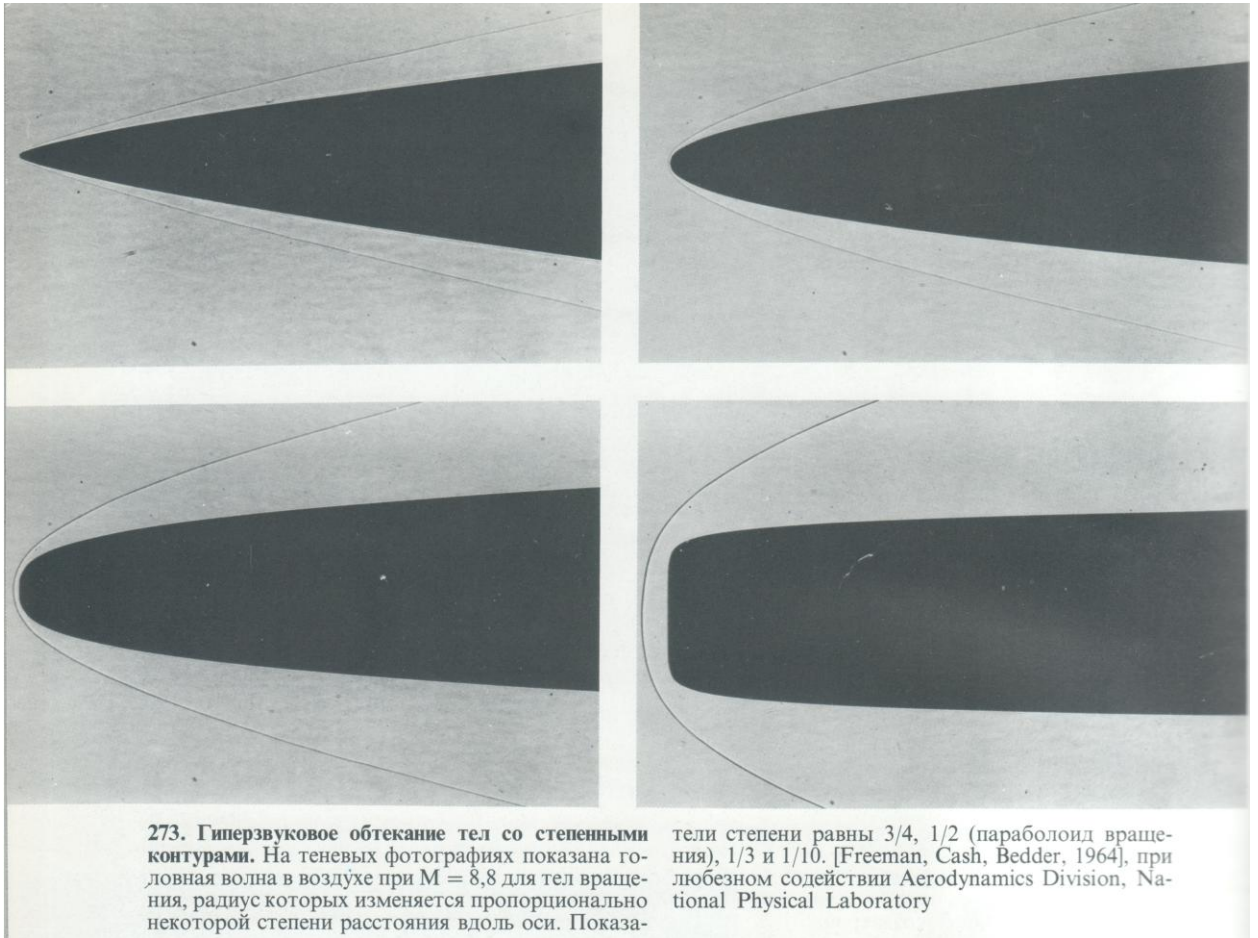 273. Гиперзвуковое обтекание тел со степенными
контурами. На теневых фотографиях показана го-
ловная волна в воздухе при М = 8,8 для тел враще-
ния, радиус которых изменяется пропорционально
некоторой степени расстояния вдоль оси. Показа-
тели степени равны 3/4, 1/2 (параболоид враще-
ния), 1/3 и 1/10. [Freeman, Cash, Bedder, 1964], при
любезном содействии Aerodynamics Division, Na-
tional Physical Laboratory